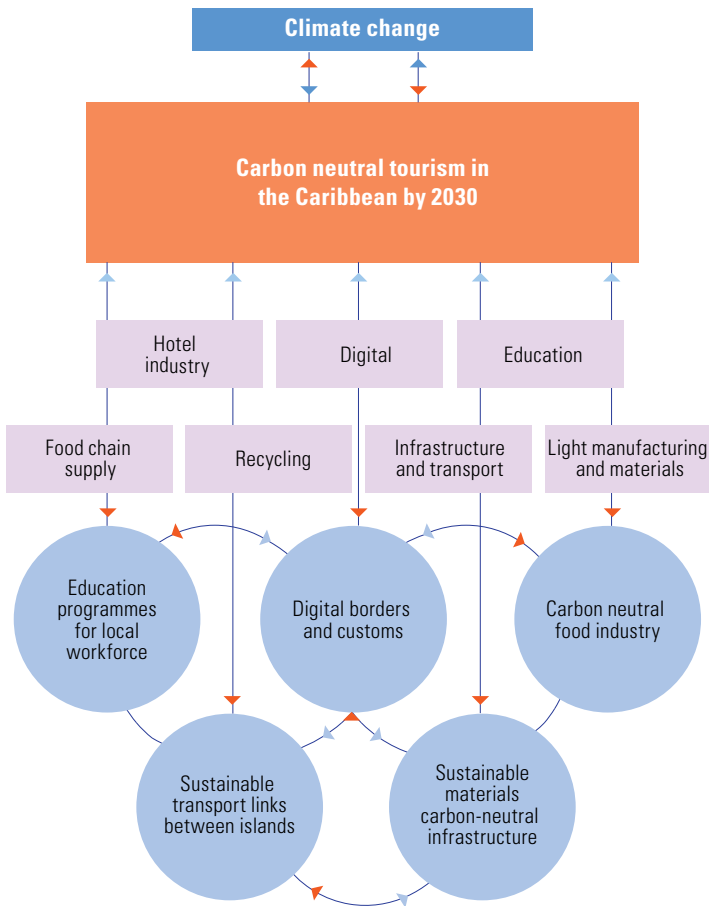 Climate change
Carbon neutral tourism in
the Caribbean by 2030
Hotel
industry
Digital
Education
Food chain
supply
Recycling
Infrastructure
and transport
Light manufacturing
and materials
Education
programmes
for local
workforce
Digital borders
and customs
Carbon neutral
food industry
Sustainable
transport links
between islands
Sustainable
materials
carbon-neutral
infrastructure